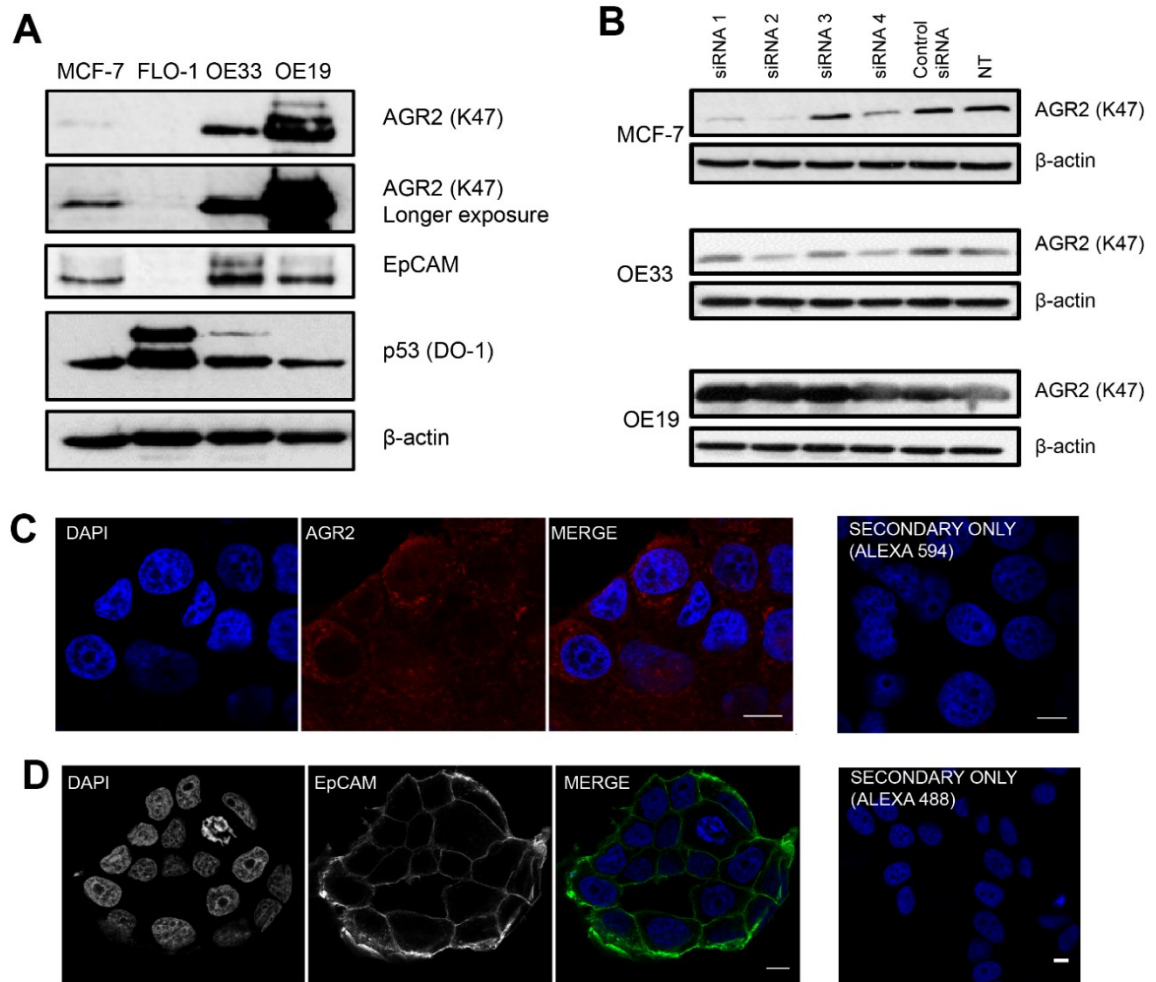 A
MCF-7 FLO-1 OE33 OE19
AGR2 (K47)
AGR2 (K47)
Longer exposure
EpCAM
p53 (DO-1)
β-actin
B
siRNA 1
siRNA 2
siRNA 3
siRNA 4
Control
siRNA
NT
MCF-7
AGR2 (K47)
β-actin
OE33
AGR2 (K47)
β-actin
OE19
AGR2 (K47)
β-actin
C
DAPI
AGR2
MERGE
SECONDARY ONLY
(ALEXA 594)
D
DAPI
EpCAM
MERGE
SECONDARY ONLY
(ALEXA 488)